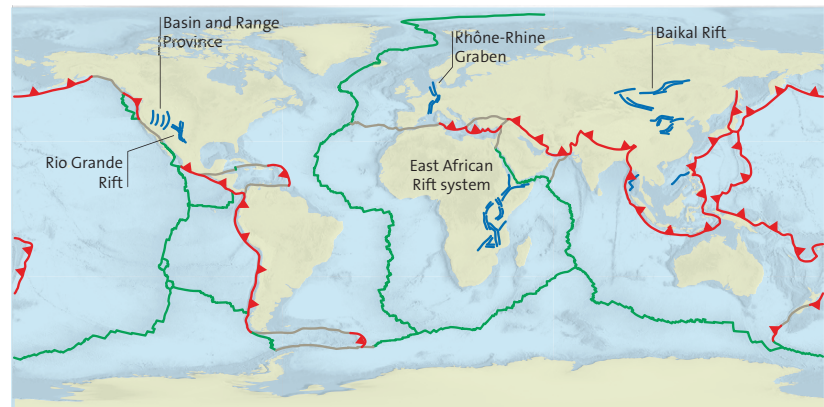 Basin and Range
Province
Rhône-Rhine
Graben
Baikal Rift
Rio Grande
Rift
East African
Rift system